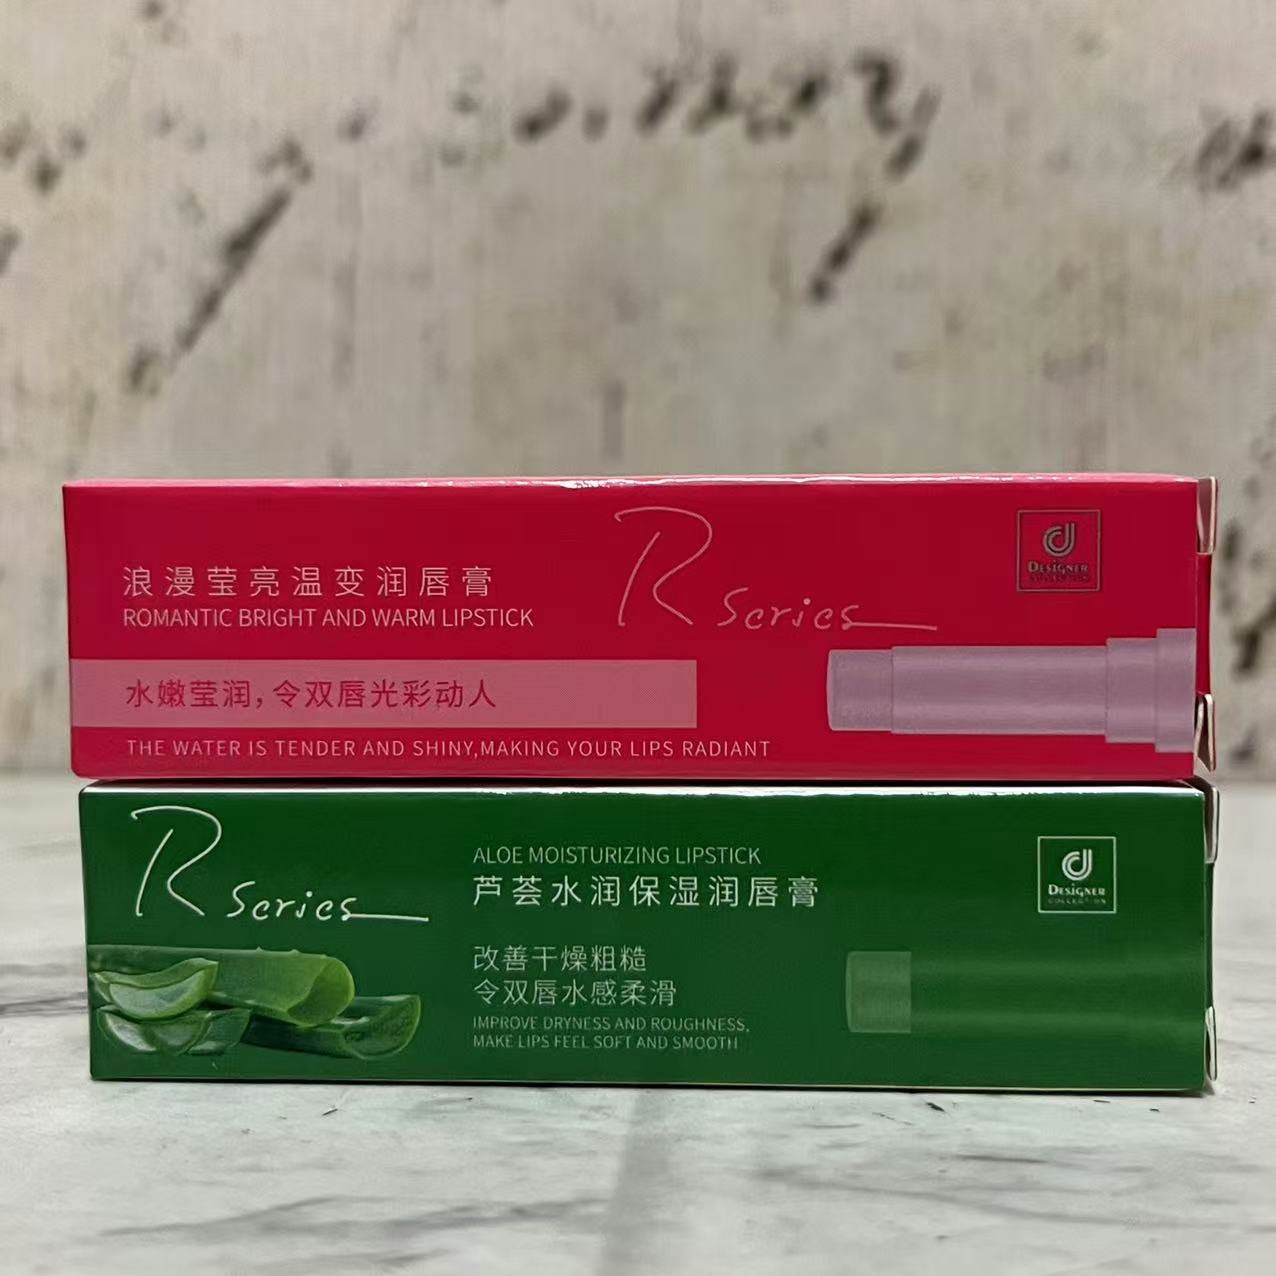 R Series
DESIGNER
COLLECTION
浪漫莹亮温变润唇膏
ROMANTIC BRIGHT AND WARM LIPSTICK
水嫩莹润，令双唇光彩动人
THE WATER IS TENDER AND SHINY,MAKING YOUR LIPS RADIANT
R Series
ALOE MOISTURIZING LIPSTICK
芦荟水润保湿润唇膏
DESIGNER
COLLECTION
改善干燥粗糙
令双唇水感柔滑
IMPROVE DRYNESS AND ROUGHNESS,
MAKE LIPS FEEL SOFT AND SMOOTH